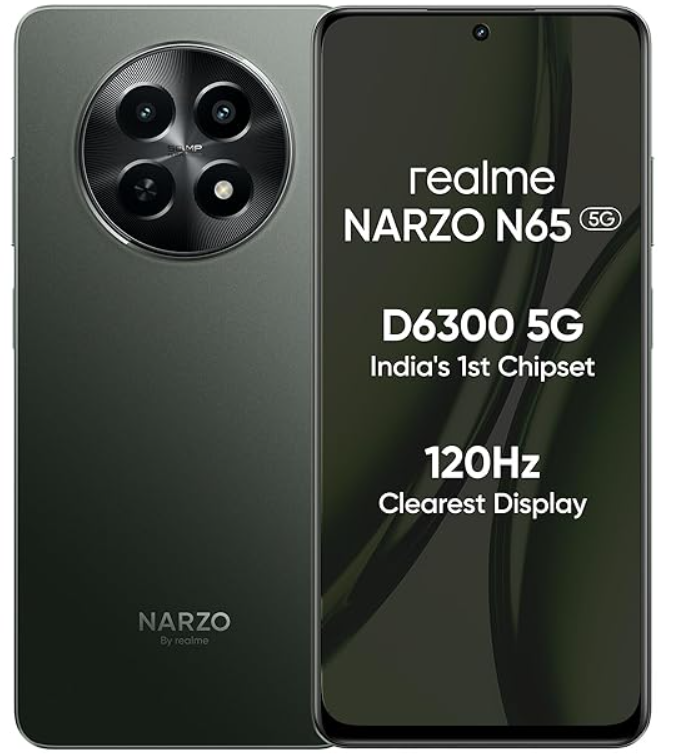 realme
NARZO N65 5G
D6300 5G
India's 1st Chipset
120Hz
Clearest Display
NARZO
By realme